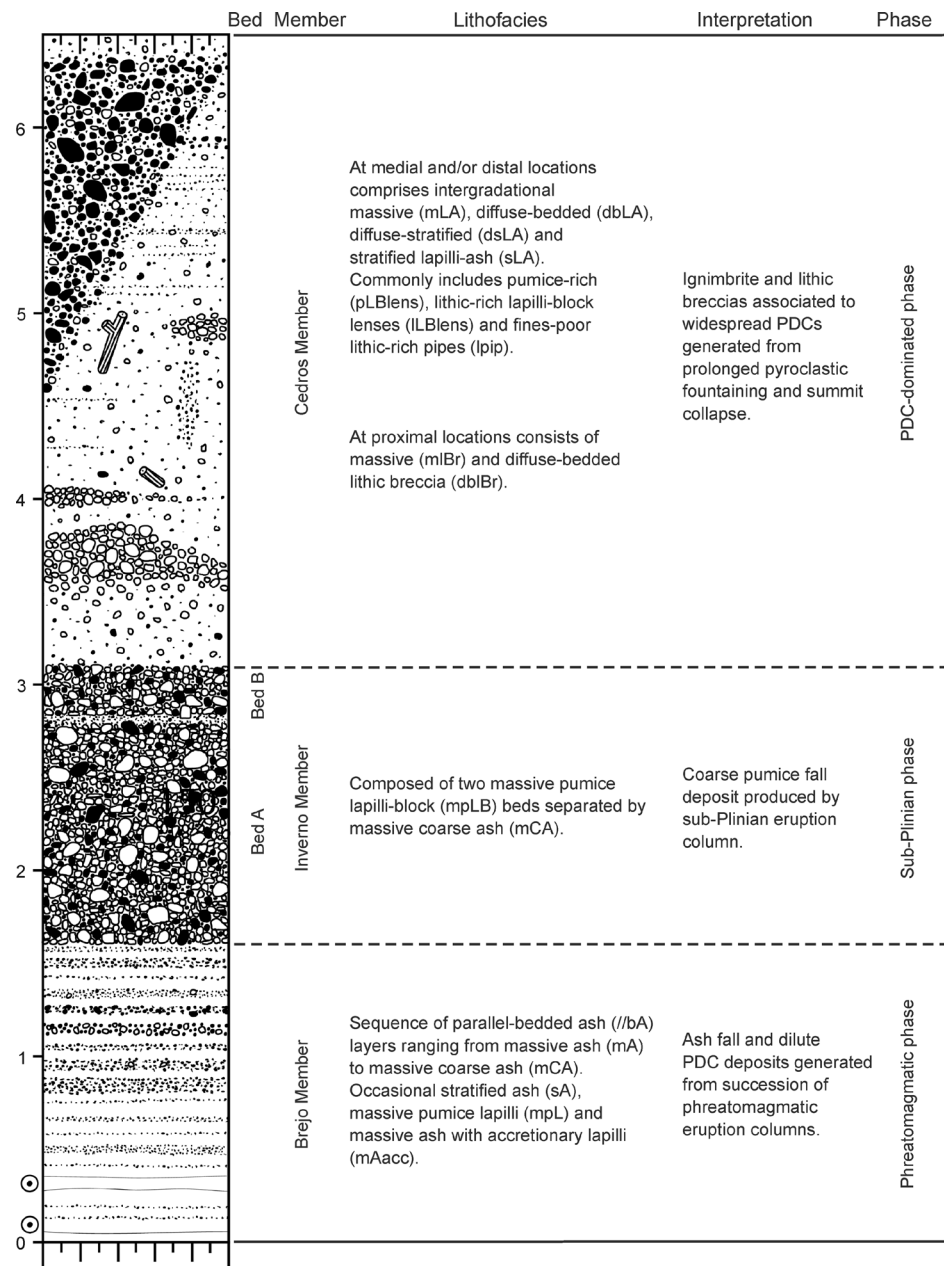 Bed Member Lithofacies Interpretation Phase
6
5
4
3
2
1
0
Cedros Member
At medial and/or distal locations
comprises intergradational
massive (mLA), diffuse-bedded (dbLA),
diffuse-stratified (dsLA) and
stratified lapilli-ash (sLA).
Commonly includes pumice-rich
(pLBlens), lithic-rich lapilli-block
lenses (lLBlens) and fines-poor
lithic-rich pipes (lpip).
At proximal locations consists of
massive (mlBr) and diffuse-bedded
lithic breccia (dblBr).
Ignimbrite and lithic
breccias associated to
widespread PDCs
generated from
prolonged pyroclastic
fountaining and summit
collapse.
PDC-dominated phase
Bed B
Bed A
Inverno Member
Composed of two massive pumice
lapilli-block (mpLB) beds separated by
massive coarse ash (mCA).
Coarse pumice fall
deposit produced by
sub-Plinian eruption
column.
Sub-Plinian phase
Brejo Member
Sequence of parallel-bedded ash (//bA)
layers ranging from massive ash (mA)
to massive coarse ash (mCA).
Occasional stratified ash (sA),
massive pumice lapilli (mpL) and
massive ash with accretionary lapilli
(mAacc).
Ash fall and dilute
PDC deposits generated
from succession of
phreatomagmatic
eruption columns.
Phreatomagmatic phase